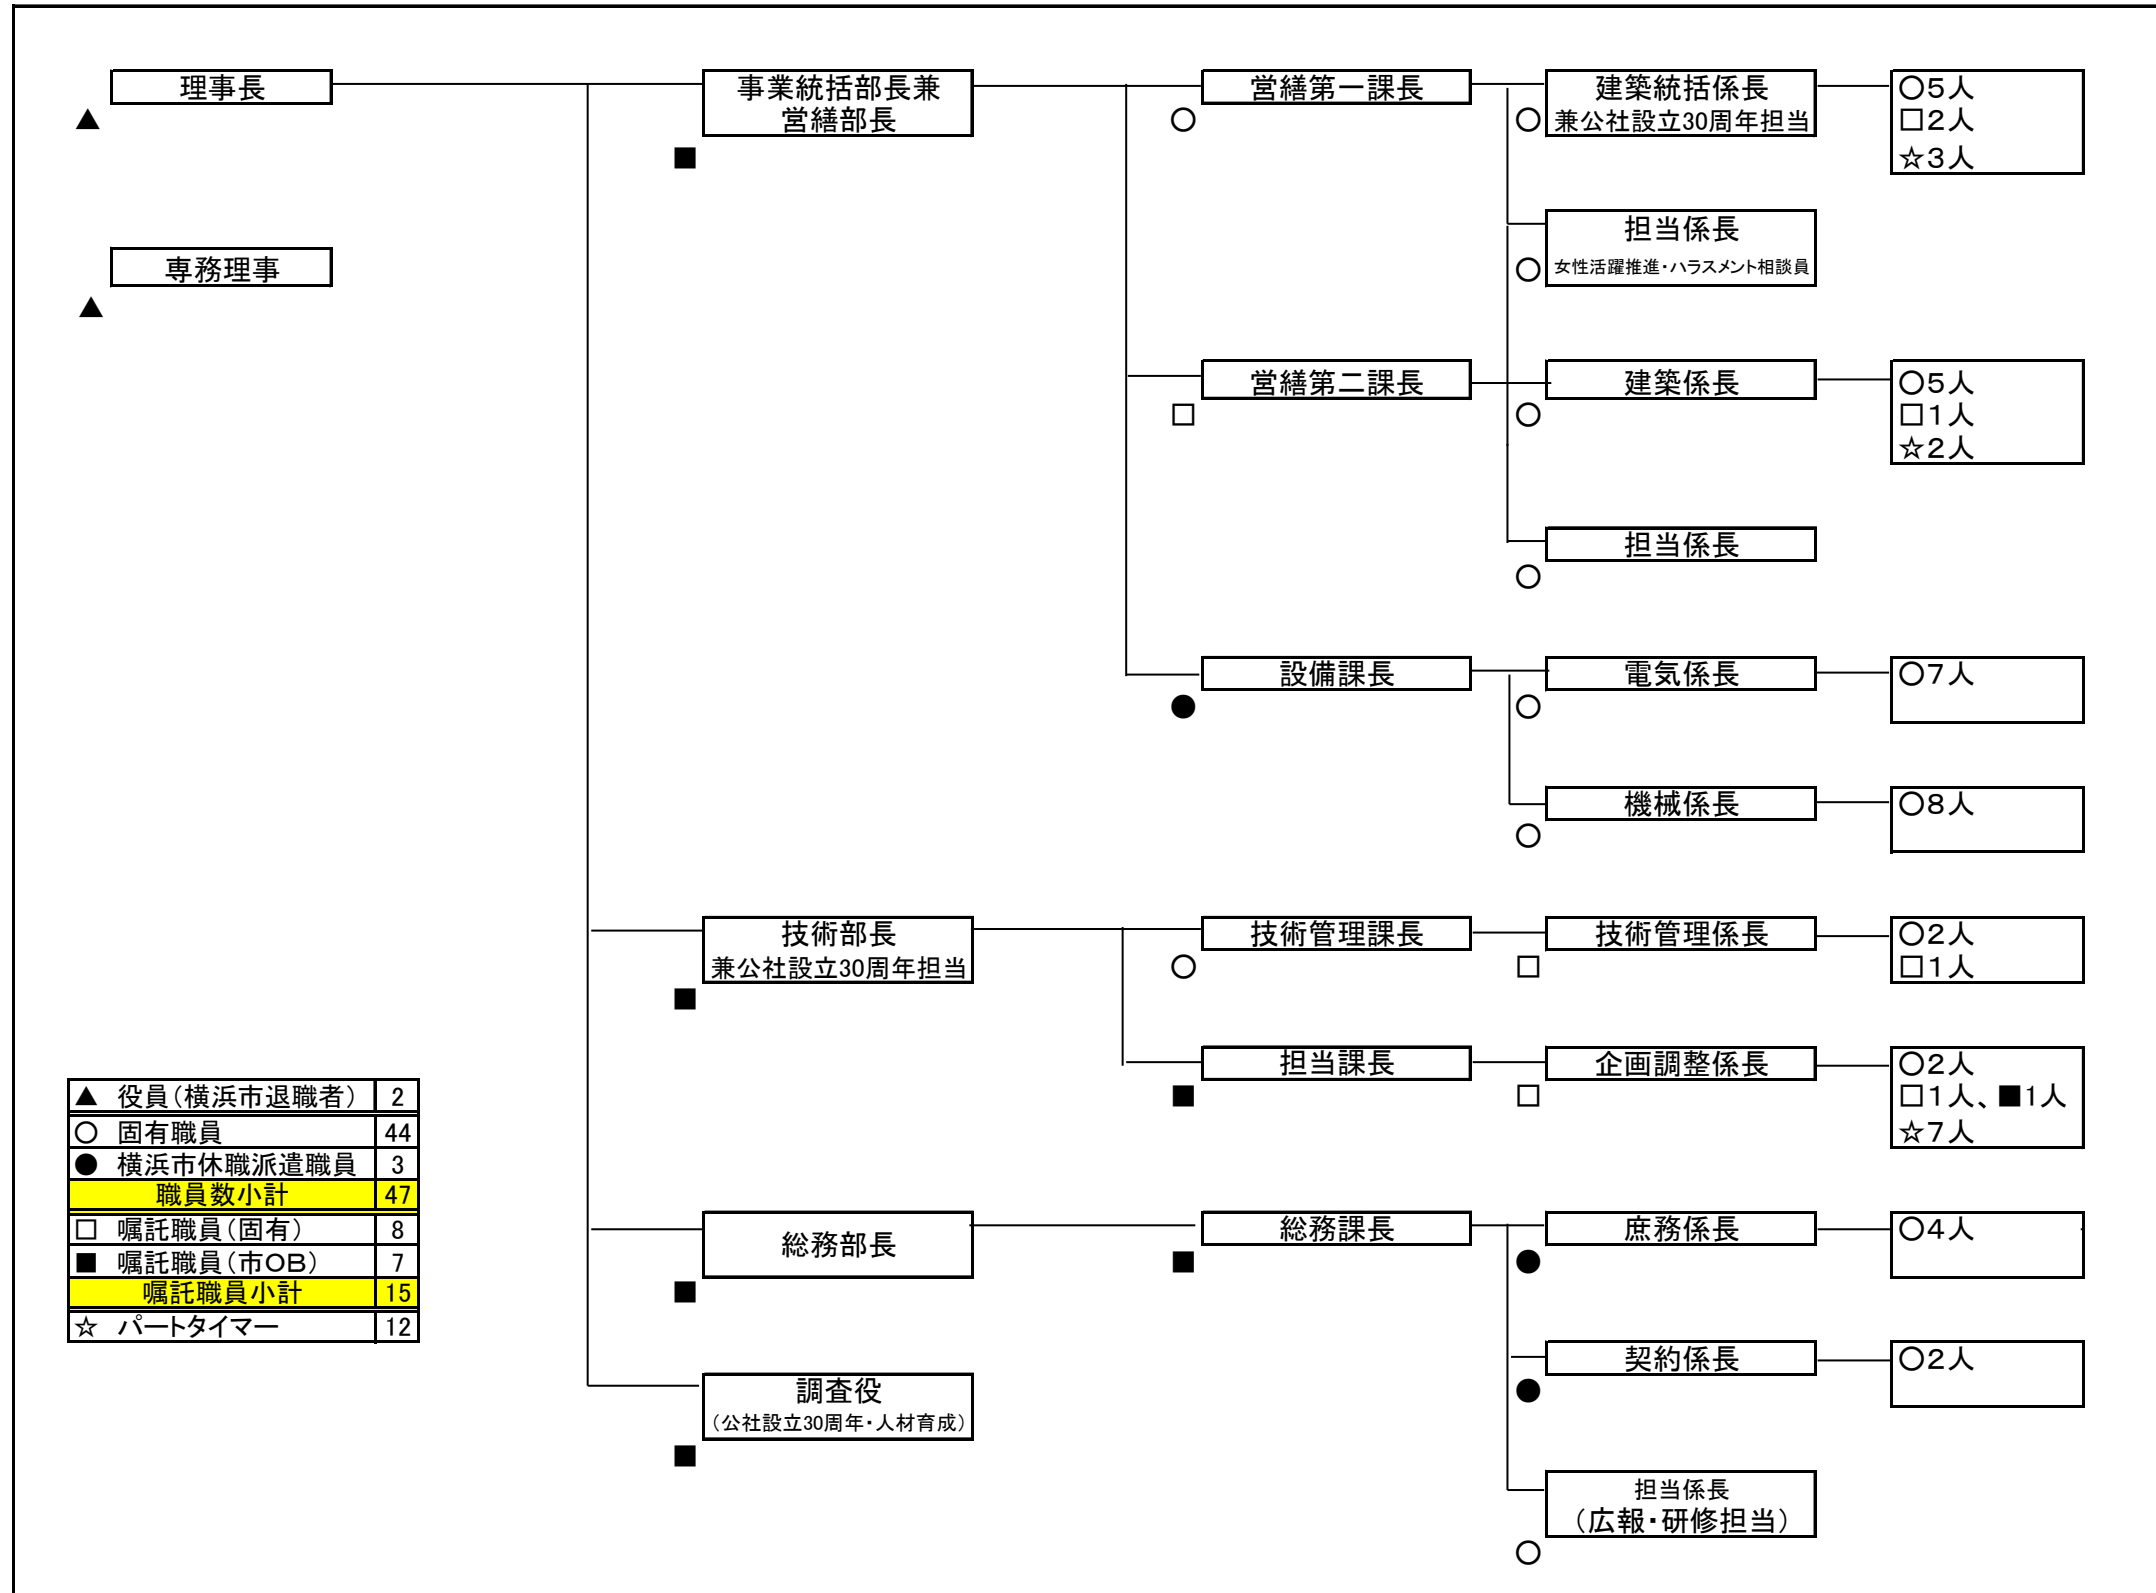 理事長
▲
専務理事
▲
事業統括部長兼
営繕部長
■
営繕第一課長
○
建築統括係長
兼公社設立30周年担当
○
○5人
□2人
☆3人
担当係長
女性活躍推進・ハラスメント相談員
○
営繕第二課長
□
建築係長
○
○5人
□1人
☆2人
担当係長
○
設備課長
●
電気係長
○
○7人
機械係長
○
○8人
技術部長
兼公社設立30周年担当
■
技術管理課長
○
技術管理係長
□
○2人
□1人
担当課長
■
企画調整係長
□
○2人
□1人、■1人
☆7人
総務部長
■
総務課長
■
庶務係長
●
○4人
契約係長
●
○2人
担当係長
（広報・研修担当）
○
調査役
（公社設立30周年・人材育成）
■
▲ 役員（横浜市退職者） 2
○ 固有職員 44
● 横浜市休職派遣職員 3
職員数小計 47
□ 嘱託職員（固有） 8
■ 嘱託職員（市OB） 7
嘱託職員小計 15
☆ パートタイマー 12